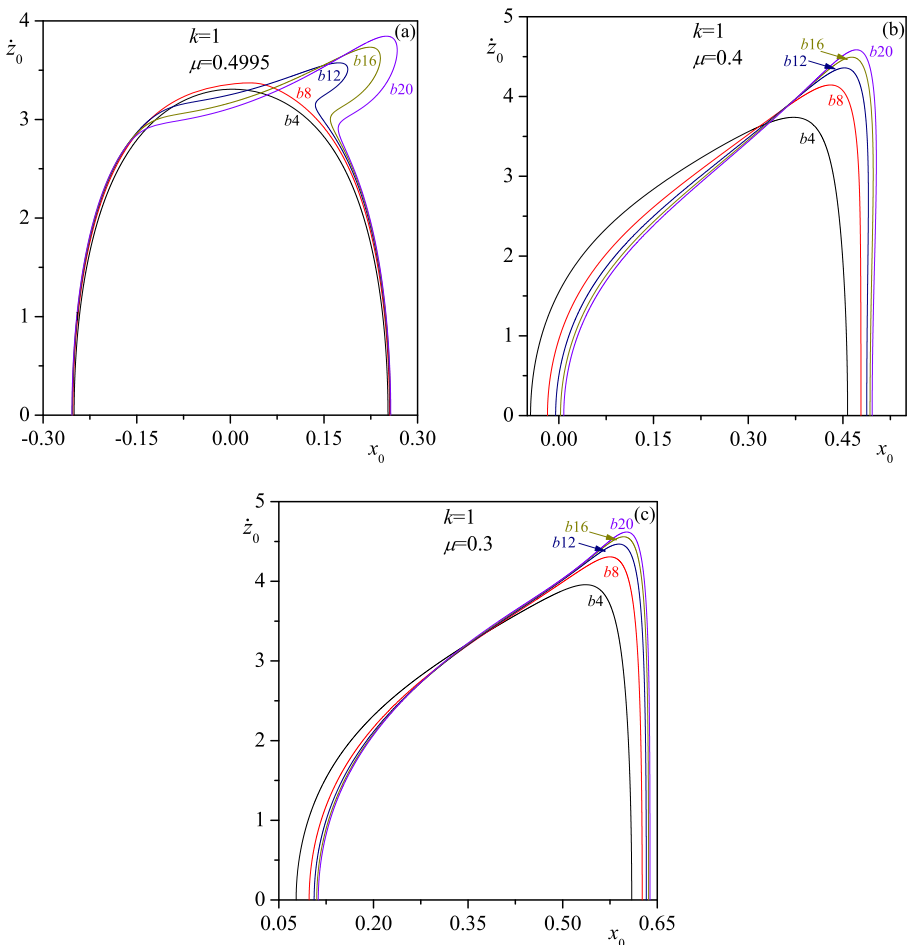 4
3
2
1
0
ż₀
k=1
μ=0.4995
(a)
b12
b16
b20
b8
b4
-0.30
-0.15
0.00
0.15
0.30
x₀
5
4
3
2
1
0
ż₀
k=1
μ=0.4
(b)
b16
b12
b20
b8
b4
0.00
0.15
0.30
0.45
x₀
5
4
3
2
1
0
ż₀
k=1
μ=0.3
(c)
b16
b20
b12
b8
b4
0.05
0.20
0.35
0.50
0.65
x₀